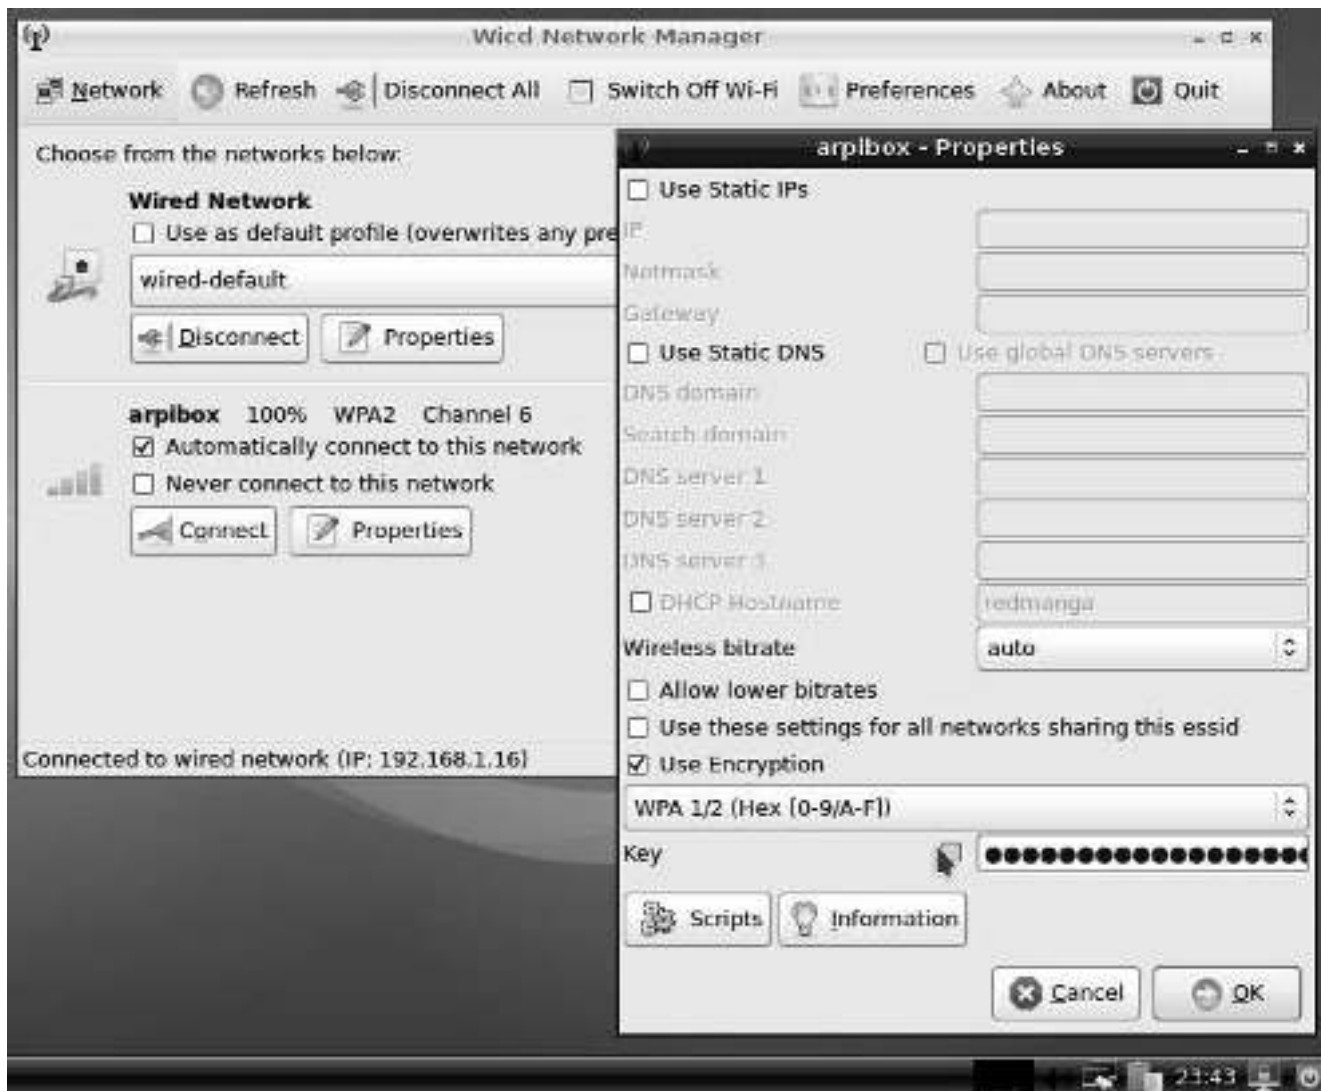 Wicd Network Manager
Network Refresh Disconnect All Switch Off Wi-Fi Preferences About Quit
Choose from the networks below:
Wired Network
Use as default profile (overwrites any pre
wired-default
Disconnect Properties
arpibox 100% WPA2 Channel 6
Automatically connect to this network
Never connect to this network
Connect Properties
Connected to wired network (IP: 192.168.1.16)
arpibox - Properties
Use Static IPs
IP
Netmask
Gateway
Use Static DNS Use global DNS servers
DNS domain
Search domain
DNS server 1
DNS server 2
DNS server 3
DHCP Hostname redmanga
Wireless bitrate auto
Allow lower bitrates
Use these settings for all networks sharing this essid
Use Encryption
WPA 1/2 (Hex [0-9/A-F])
Key
Scripts Information
Cancel OK
23:43